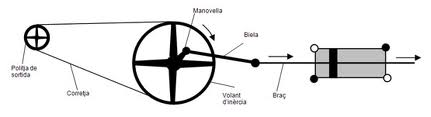 Manovella
Biela
Politja de
sortida
Corretja
Volant
d'inèrcia
Braç